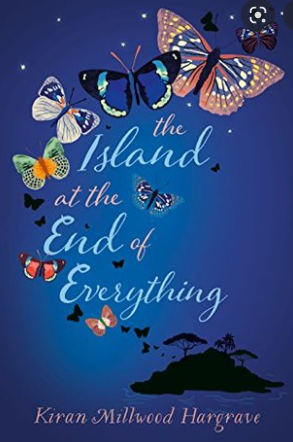 the
Island
at the
End of
Everything
Kiran Millwood Hargrave